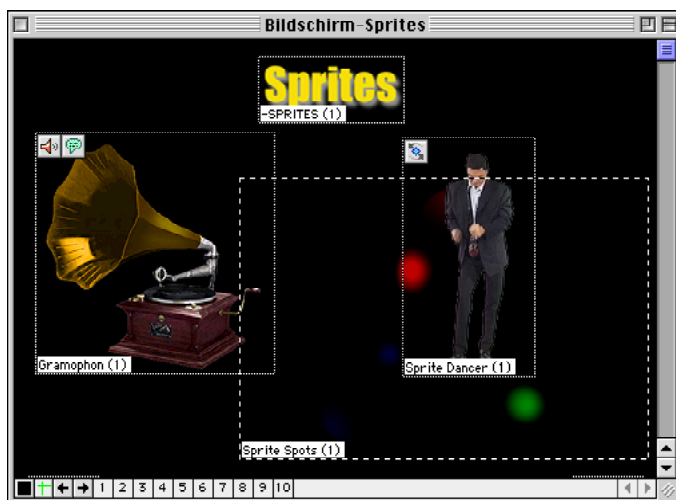 Bildschirm-Sprites
Sprites
-SPRITES (1)
Gramophon (1)
Sprite Dancer (1)
Sprite Spots (1)
1 2 3 4 5 6 7 8 9 10